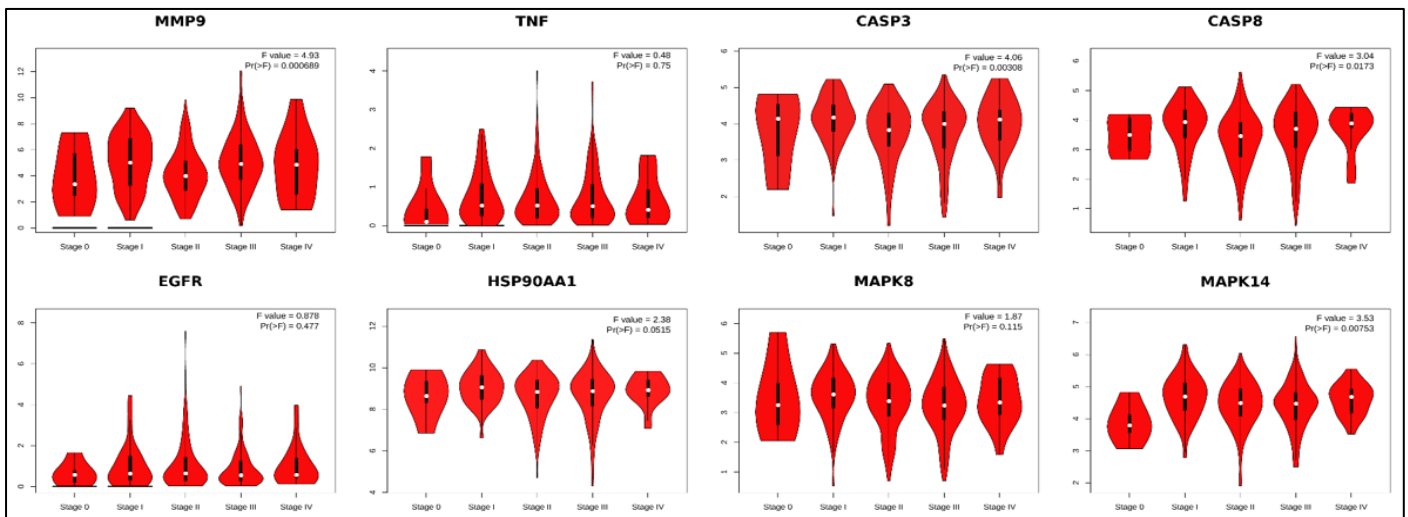 MMP9
F value = 4.93
Pr(>F) = 0.000689
12
10
8
6
4
2
0
Stage 0 Stage I Stage II Stage III Stage IV
TNF
F value = 0.48
Pr(>F) = 0.75
4
3
2
1
0
Stage 0 Stage I Stage II Stage III Stage IV
CASP3
F value = 4.06
Pr(>F) = 0.00308
6
5
4
3
2
Stage 0 Stage I Stage II Stage III Stage IV
CASP8
F value = 3.04
Pr(>F) = 0.0173
6
5
4
3
2
1
Stage 0 Stage I Stage II Stage III Stage IV
EGFR
F value = 0.878
Pr(>F) = 0.477
8
6
4
2
0
Stage 0 Stage I Stage II Stage III Stage IV
HSP90AA1
F value = 2.38
Pr(>F) = 0.0515
12
10
8
6
4
Stage 0 Stage I Stage II Stage III Stage IV
MAPK8
F value = 1.87
Pr(>F) = 0.115
6
5
4
3
2
1
Stage 0 Stage I Stage II Stage III Stage IV
MAPK14
F value = 3.53
Pr(>F) = 0.00753
7
6
5
4
3
2
Stage 0 Stage I Stage II Stage III Stage IV